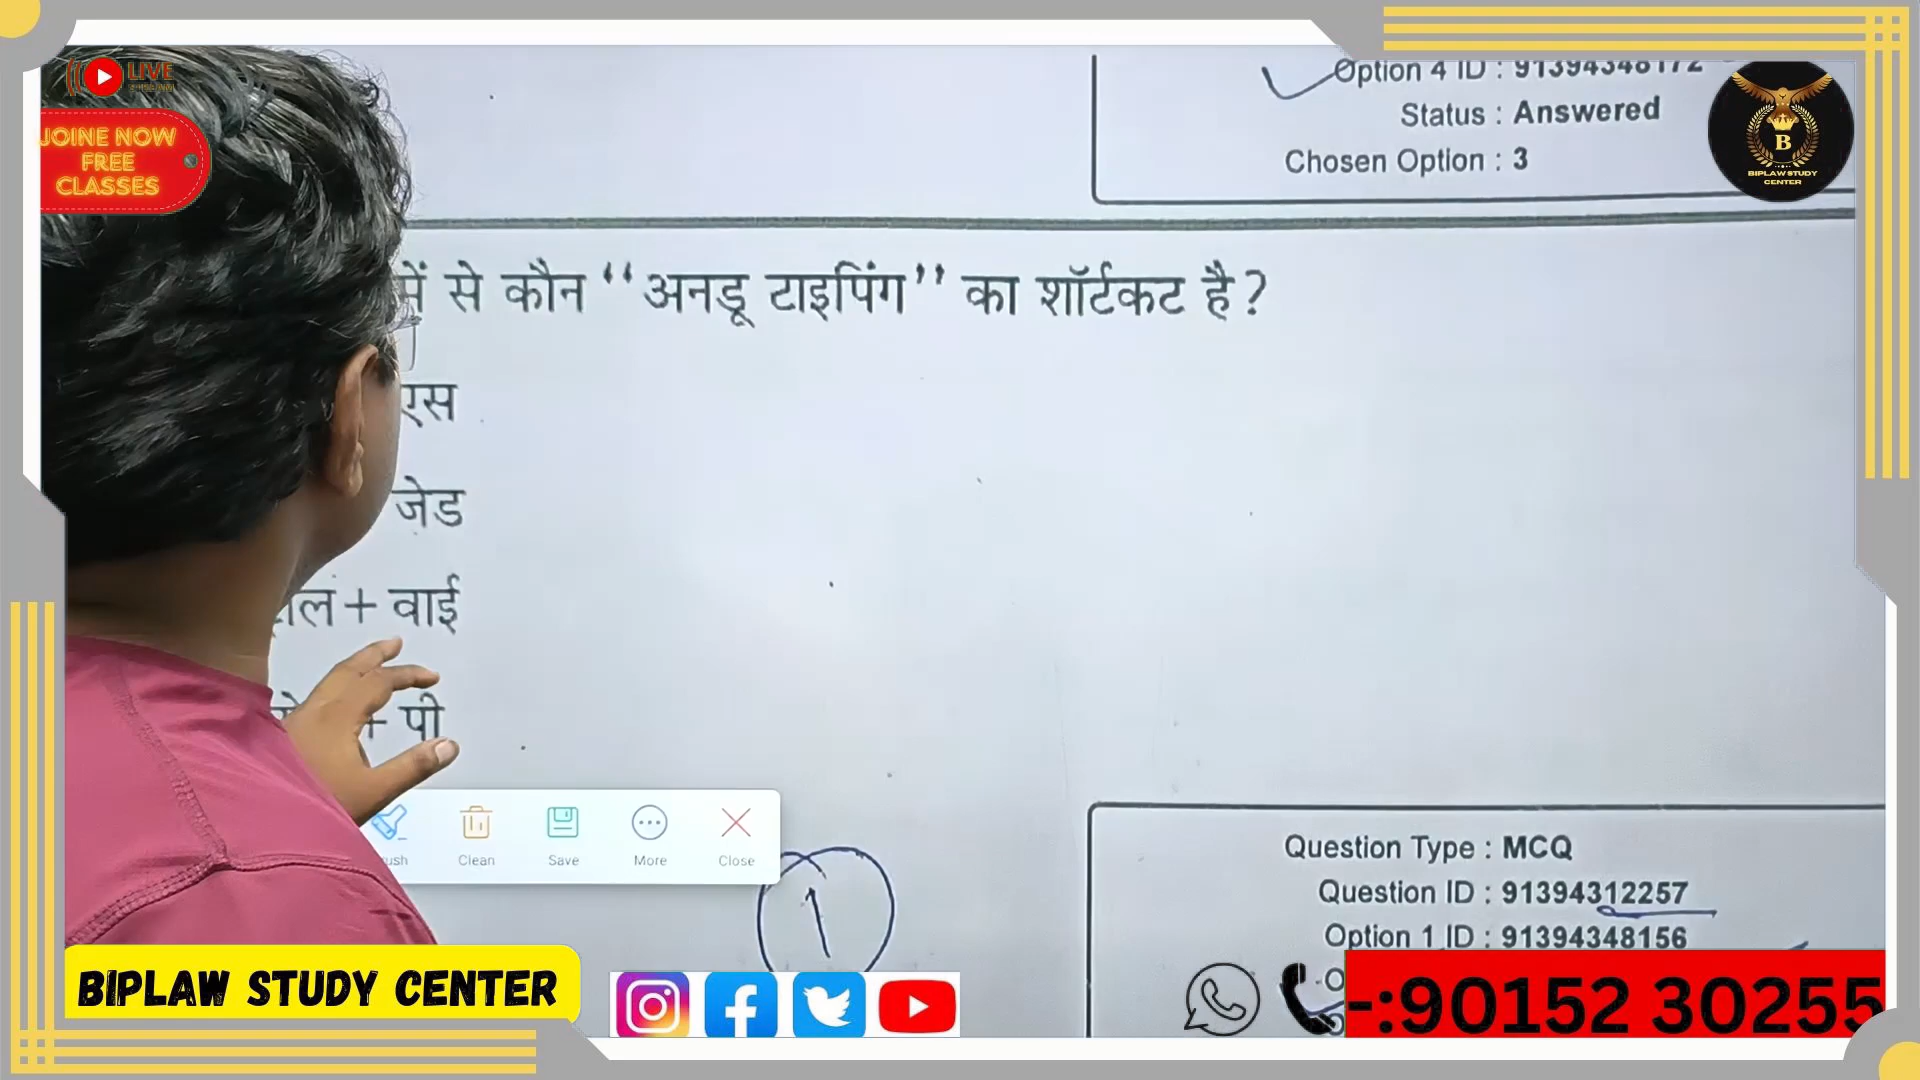 LIVE
JOINE NOW
FREE
CLASSES
Option 4 ID : 91394348172
Status : Answered
Chosen Option : 3
B
BIPLAW STUDY
CENTER
में से कौन “अनडू टाइपिंग” का शॉर्टकट है?
एस
जेड
+ वाई
+ पी
Clean
Save
More
Close
1
Question Type : MCQ
Question ID : 91394312257
Option 1 ID : 91394348156
BIPLAW STUDY CENTER
-:90152 30255